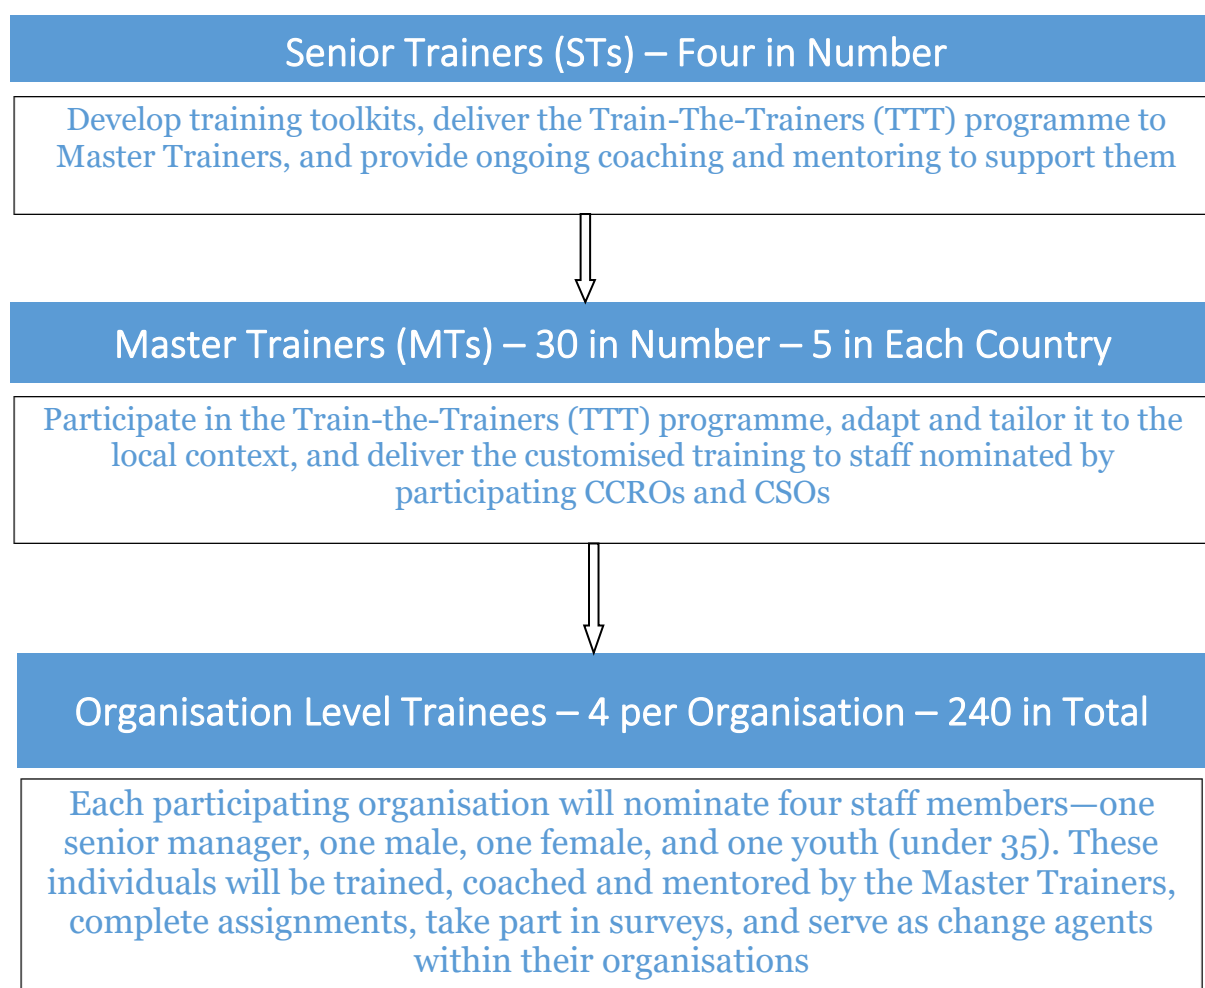 Senior Trainers (STs) – Four in Number
Develop training toolkits, deliver the Train-The-Trainers (TTT) programme to
Master Trainers, and provide ongoing coaching and mentoring to support them
Master Trainers (MTs) – 30 in Number – 5 in Each Country
Participate in the Train-the-Trainers (TTT) programme, adapt and tailor it to the
local context, and deliver the customised training to staff nominated by
participating CCROs and CSOs
Organisation Level Trainees – 4 per Organisation – 240 in Total
Each participating organisation will nominate four staff members—one
senior manager, one male, one female, and one youth (under 35). These
individuals will be trained, coached and mentored by the Master Trainers,
complete assignments, take part in surveys, and serve as change agents
within their organisations